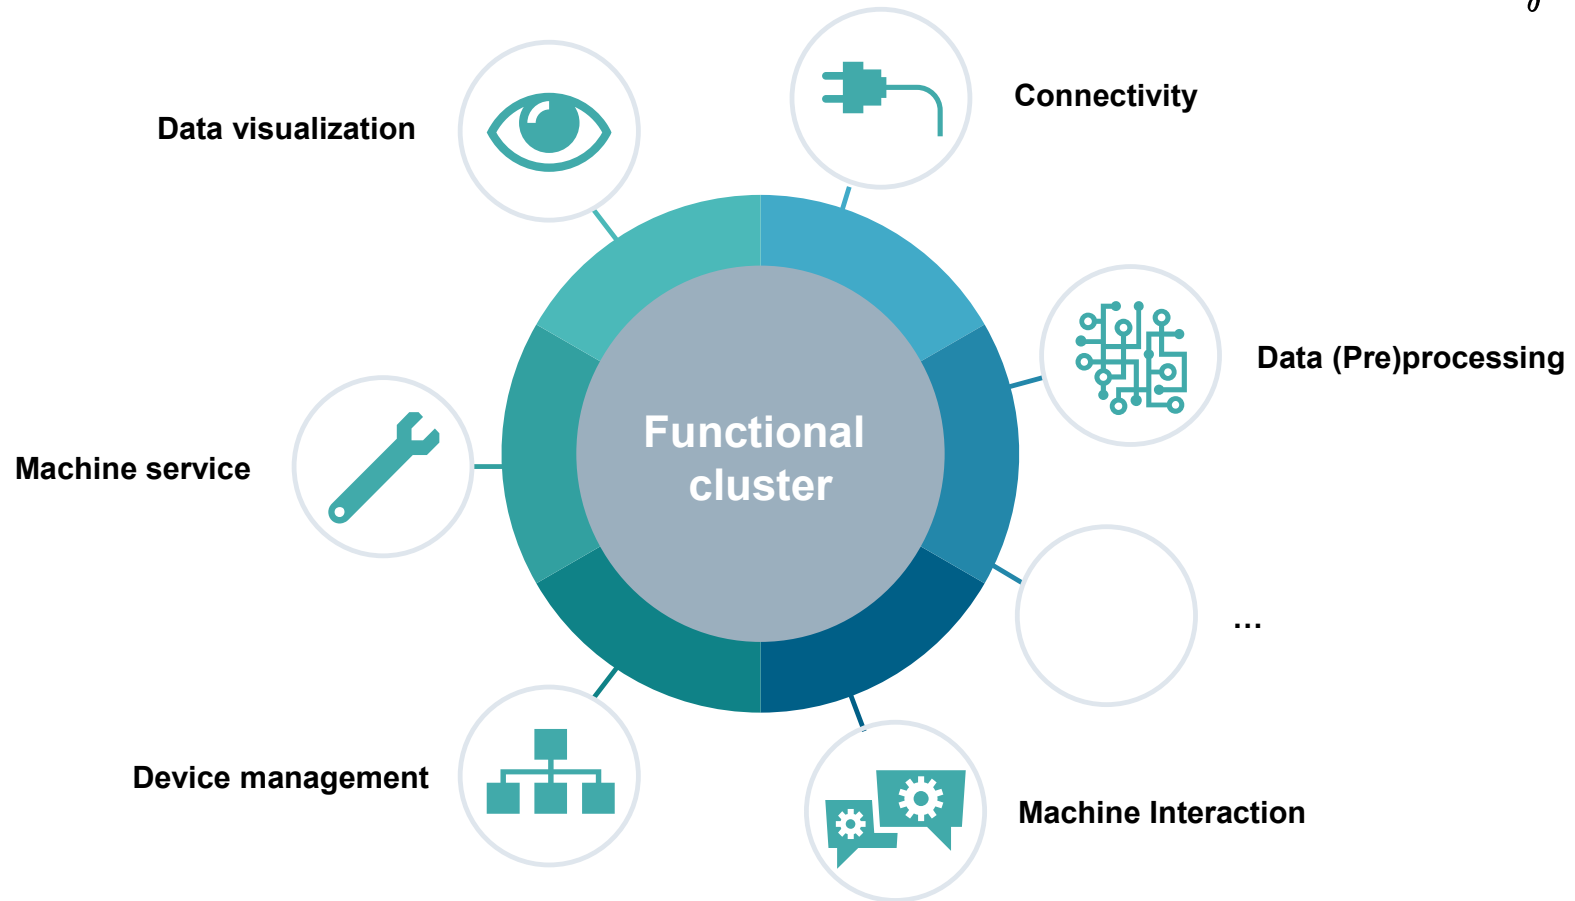 Data visualization
Connectivity
Data (Pre)processing
Machine service
Functional
cluster
...
Device management
Machine Interaction